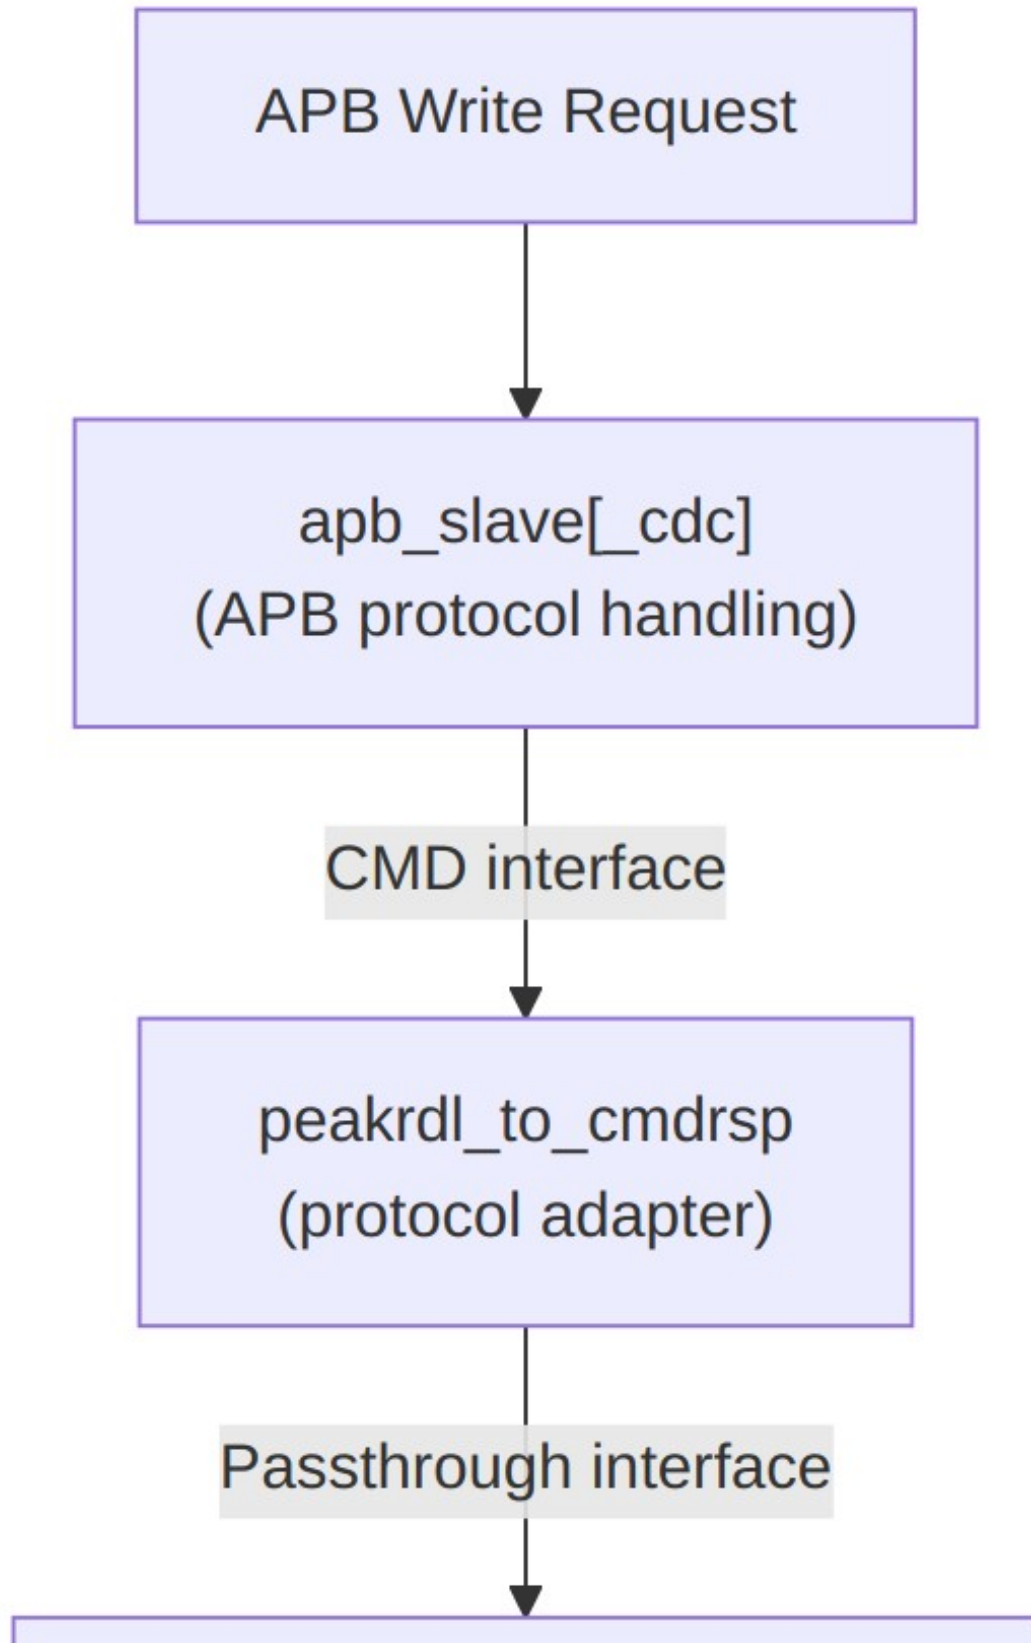 APB Write Request
apb_slave[_cdc]
(APB protocol handling)
CMD interface
peakrdl_to_cmdrsp
(protocol adapter)
Passthrough interface